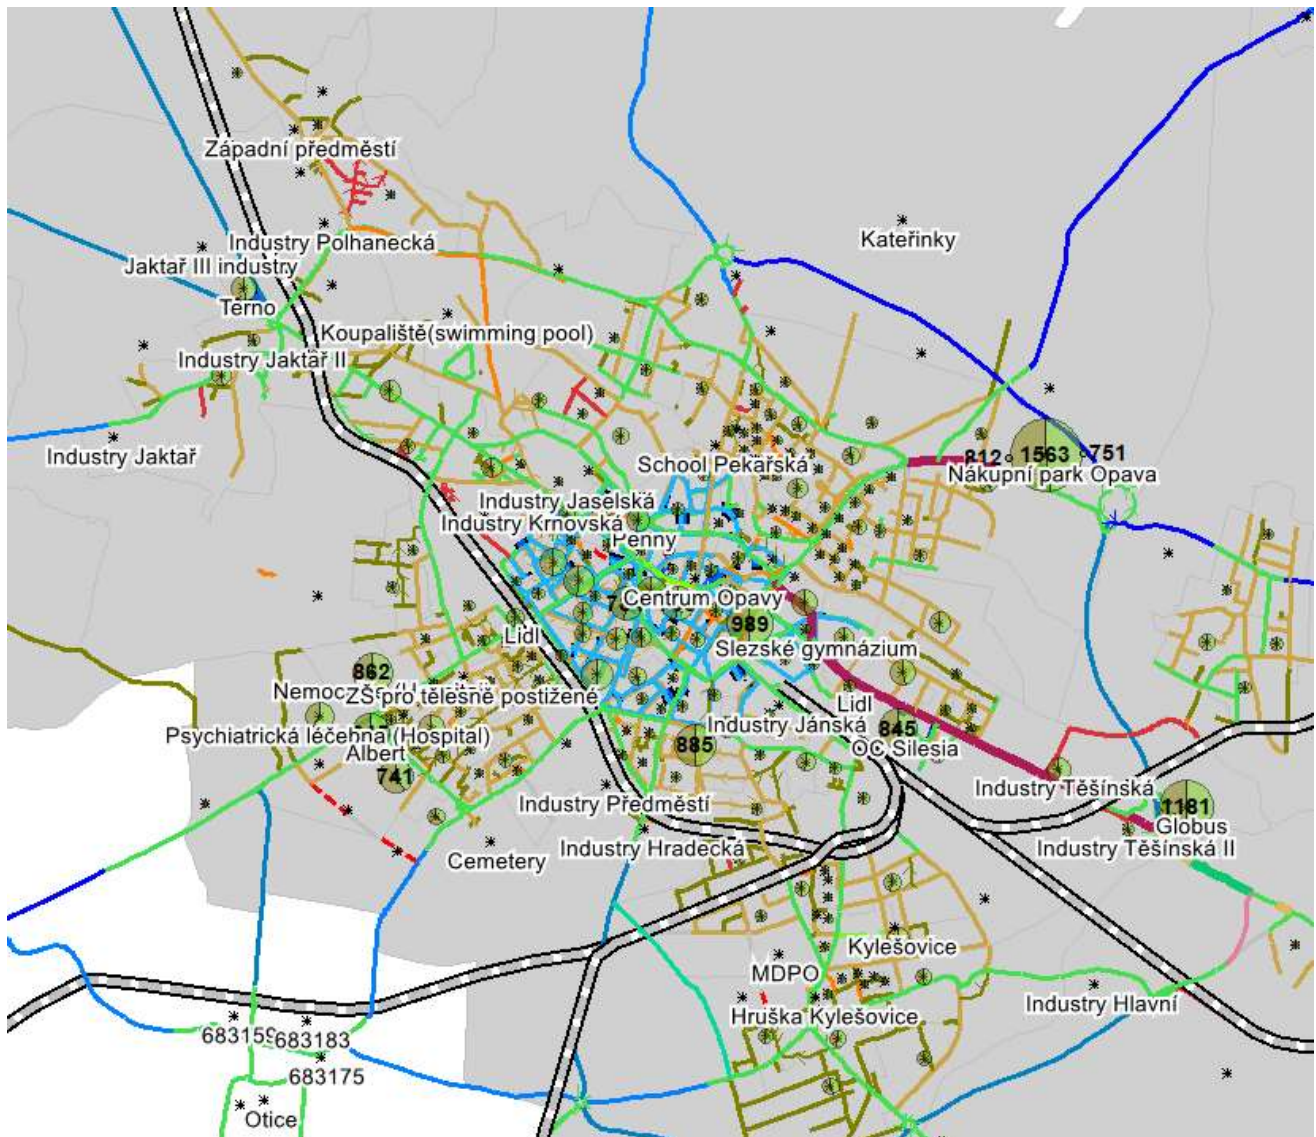 Západní předměstí
Kateřinky
Industry Polhanecká
Jaktař III industry
Terno
Koupaliště(swimming pool)
Industry Jaktař II
Industry Jaktař
School Pekařská
812
1563
751
Nákupní park Opava
Industry Jaselská
Industry Krnovská
Penny
Centrum Opavy
989
Lidl
Slezské gymnázium
862
ZŠ pro tělesně postižené
Lidl
Industry Jánská
845
Psychiatrická léčebna (Hospital)
Albert
OC Silesia
885
741
Industry Těšínská
Industry Předměstí
1181
Globus
Industry Těšínská II
Industry Hradecká
Cemetery
Kylešovice
MDPO
Industry Hlavní
Hruška Kylešovice
683159
683183
683175
Otice